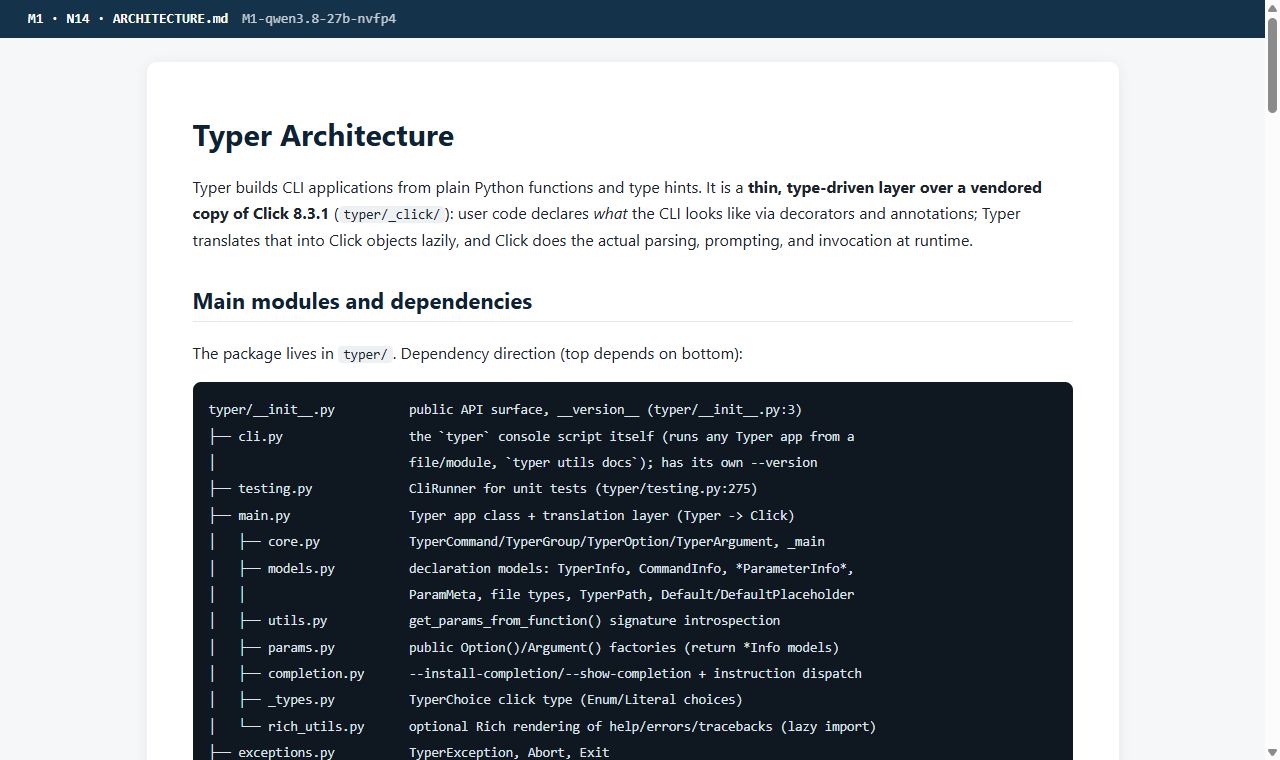 M1 • N14 • ARCHITECTURE.md M1-qwen3.8-27b-nvfp4
Typer Architecture
Typer builds CLI applications from plain Python functions and type hints. It is a thin, type-driven layer over a vendored
copy of Click 8.3.1 ( typer/_click/ ): user code declares what the CLI looks like via decorators and annotations; Typer
translates that into Click objects lazily, and Click does the actual parsing, prompting, and invocation at runtime.
Main modules and dependencies
The package lives in typer/ . Dependency direction (top depends on bottom):
typer/__init__.py          public API surface, __version__ (typer/__init__.py:3)
├── cli.py                 the `typer` console script itself (runs any Typer app from a
│                          file/module, `typer utils docs`); has its own --version
├── testing.py             CliRunner for unit tests (typer/testing.py:275)
├── main.py                Typer app class + translation layer (Typer -> Click)
│   ├── core.py            TyperCommand/TyperGroup/TyperOption/TyperArgument, _main
│   ├── models.py          declaration models: TyperInfo, CommandInfo, *ParameterInfo*,
│   │                      ParamMeta, file types, TyperPath, Default/DefaultPlaceholder
│   ├── utils.py           get_params_from_function() signature introspection
│   ├── params.py          public Option()/Argument() factories (return *Info models)
│   ├── completion.py      --install-completion/--show-completion + instruction dispatch
│   ├── _types.py          TyperChoice click type (Enum/Literal choices)
│   └── rich_utils.py      optional Rich rendering of help/errors/tracebacks (lazy import)
├── exceptions.py          TyperException, Abort, Exit